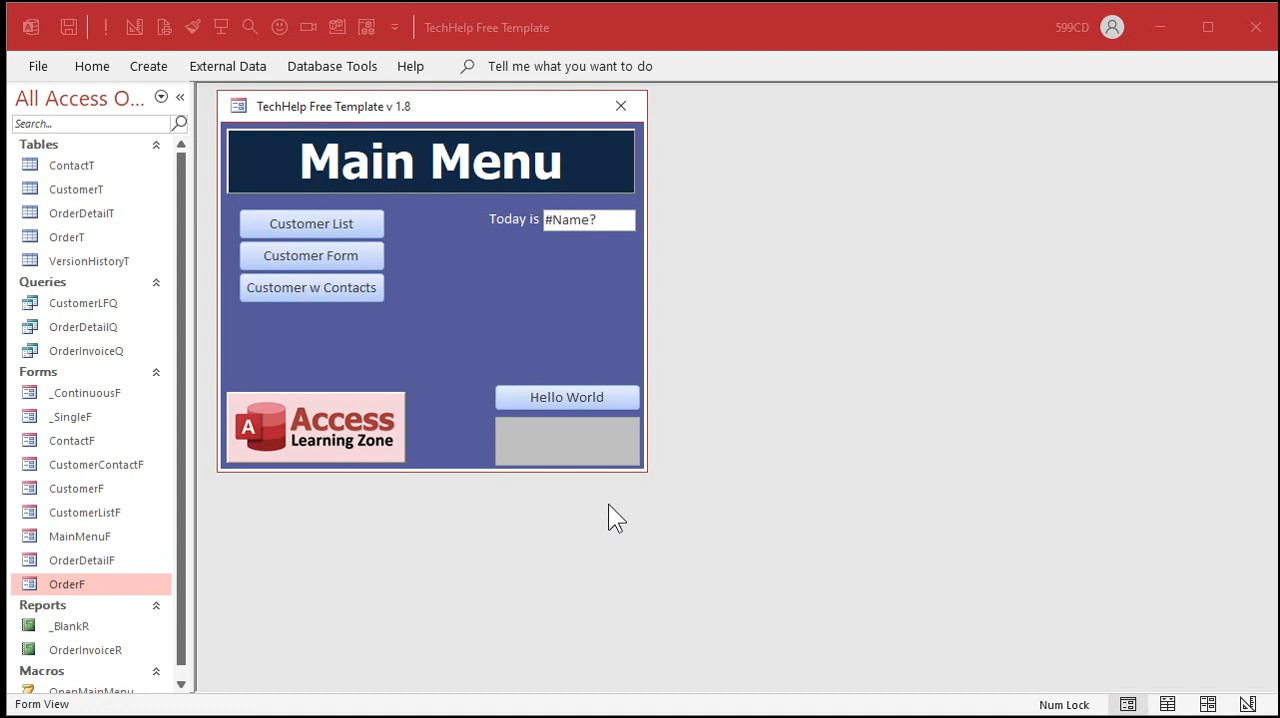 TechHelp Free Template
599CD
File Home Create External Data Database Tools Help Tell me what you want to do
All Access O...
Search...
Tables
ContactT
CustomerT
OrderDetailT
OrderT
VersionHistoryT
Queries
CustomerLFQ
OrderDetailQ
OrderInvoiceQ
Forms
_ContinuousF
_SingleF
ContactF
CustomerContactF
CustomerF
CustomerListF
MainMenuF
OrderDetailF
OrderF
Reports
_BlankR
OrderInvoiceR
Macros
OpenMainMenu
TechHelp Free Template v 1.8
Main Menu
Customer List
Today is #Name?
Customer Form
Customer w Contacts
Hello World
A Access
Learning Zone
Form View
Num Lock